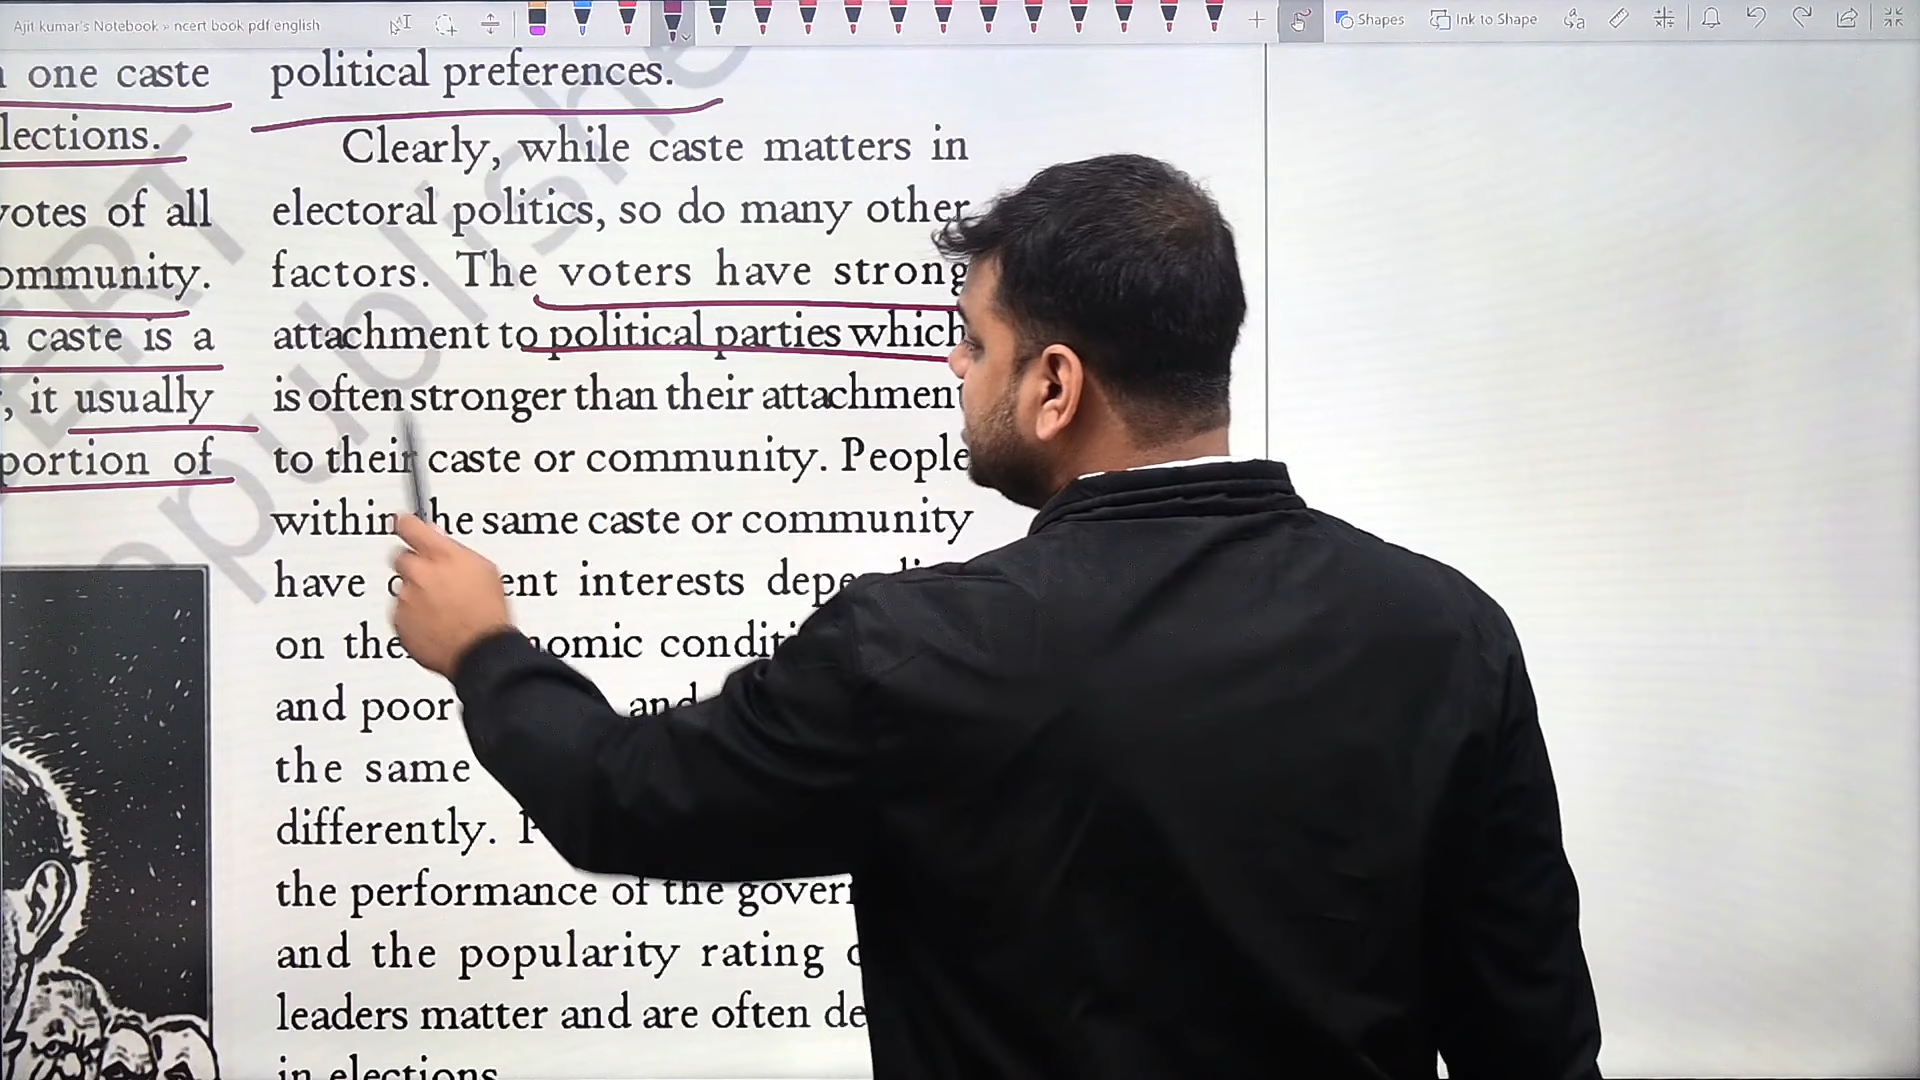 Ajit kumar's Notebook » ncert book pdf english
Shapes
Ink to Shape
one caste
lections.
votes of all
ommunity.
a caste is a
, it usually
portion of
political preferences.
Clearly, while caste matters in
electoral politics, so do many other
factors. The voters have strong
attachment to political parties which
is often stronger than their attachment
to their caste or community. People
within the same caste or community
have interests
on omic
and poor and
the same
differently.
the performance of the
and the popularity rating
leaders matter and are often
in elections.